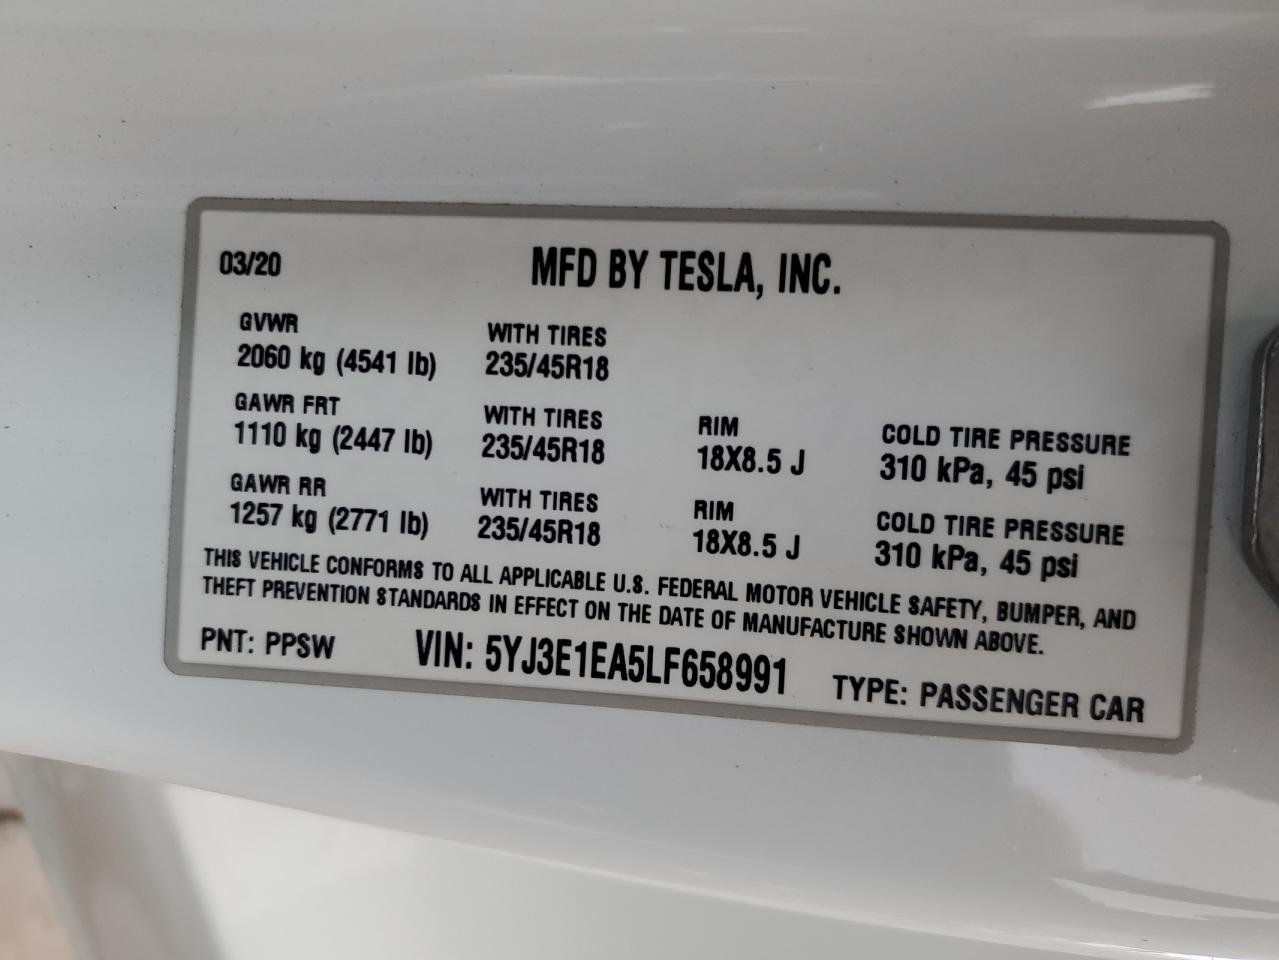 03/20 MFD BY TESLA, INC.
GVWR WITH TIRES
2060 kg (4541 lb) 235/45R18
GAWR FRT WITH TIRES RIM COLD TIRE PRESSURE
1110 kg (2447 lb) 235/45R18 18X8.5 J 310 kPa, 45 psi
GAWR RR WITH TIRES RIM COLD TIRE PRESSURE
1257 kg (2771 lb) 235/45R18 18X8.5 J 310 kPa, 45 psi
THIS VEHICLE CONFORMS TO ALL APPLICABLE U.S. FEDERAL MOTOR VEHICLE SAFETY, BUMPER, AND
THEFT PREVENTION STANDARDS IN EFFECT ON THE DATE OF MANUFACTURE SHOWN ABOVE.
PNT: PPSW VIN: 5YJ3E1EA5LF658991 TYPE: PASSENGER CAR